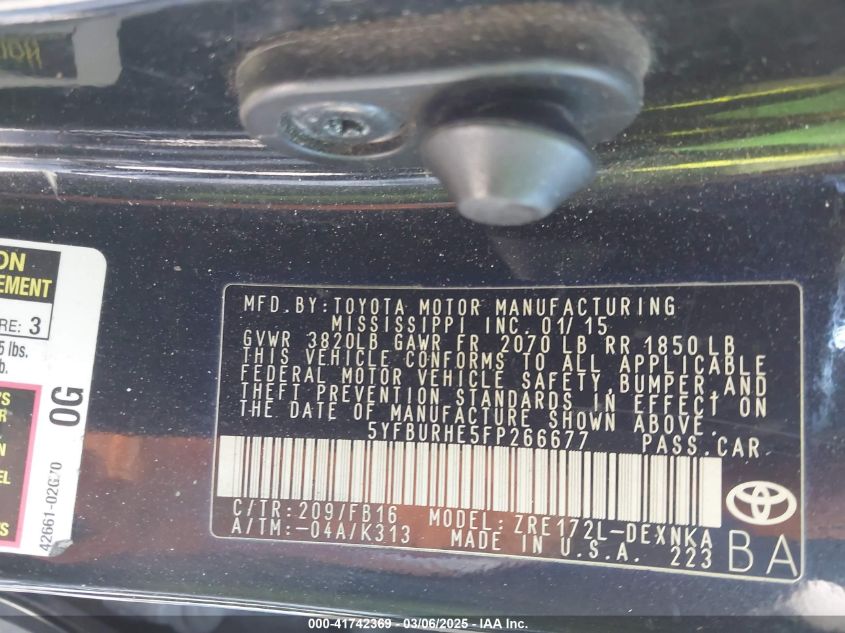 ON
EMENT
RE: 3
5 lbs.
b.
0G
42661-02G70
MFD. BY: TOYOTA MOTOR MANUFACTURING
MISSISSIPPI INC. 01/15
GVWR 3820LB GAWR FR 2070 LB RR 1850 LB
THIS VEHICLE CONFORMS TO ALL APPLICABLE
FEDERAL MOTOR VEHICLE SAFETY, BUMPER, AND
THEFT PREVENTION STANDARDS IN EFFECT ON
THE DATE OF MANUFACTURE SHOWN ABOVE.
5YFBURHE5FP266677 PASS. CAR
C/TR: 209/FB16 MODEL: ZRE172L-DEXNKA
A/TM: -04A/K313 MADE IN U.S.A. 223
BA
000-41742369 - 03/06/2025 - IAA Inc.